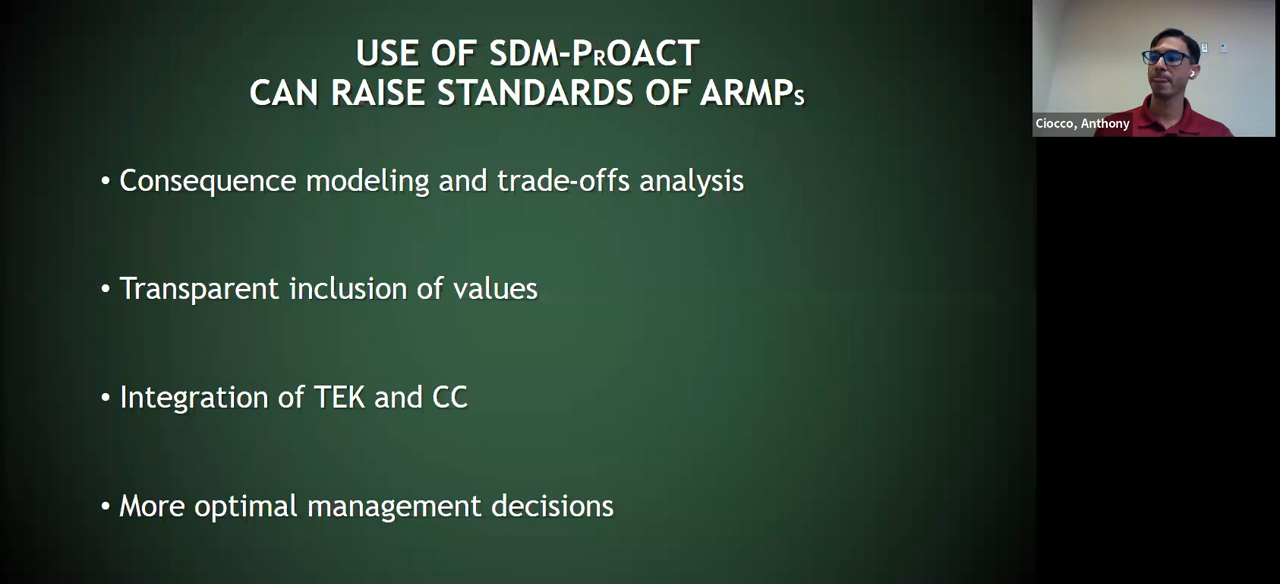 USE OF SDM-PROACT
CAN RAISE STANDARDS OF ARMPs
• Consequence modeling and trade-offs analysis
• Transparent inclusion of values
• Integration of TEK and CC
• More optimal management decisions
Ciocco, Anthony